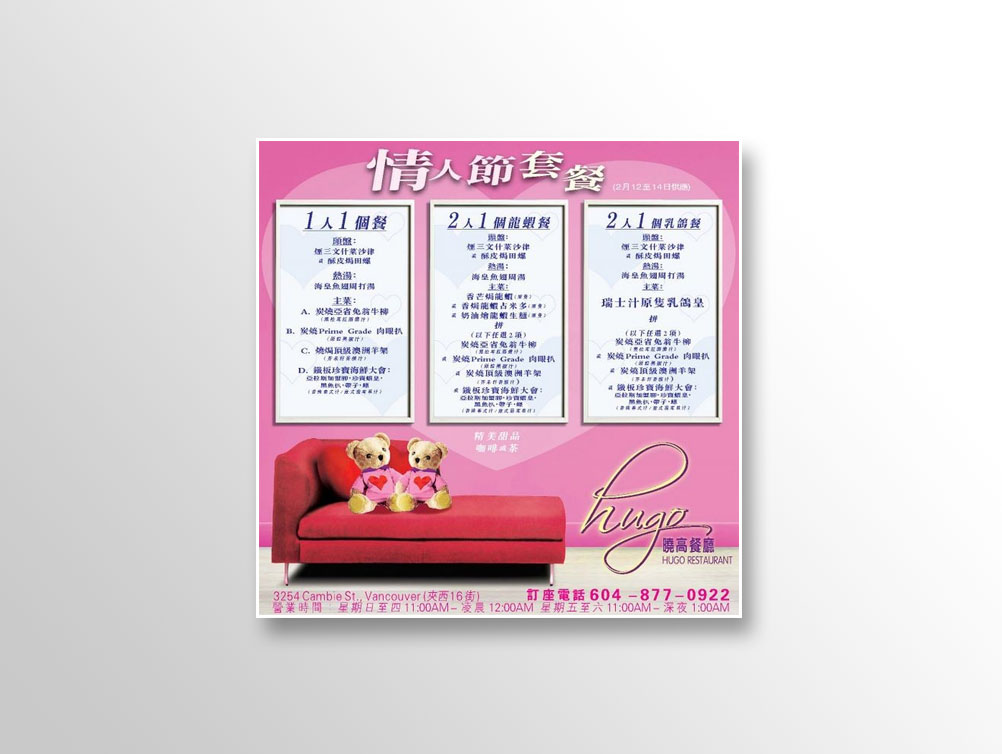 情人節套餐 (2月12至14日供應)
1人1個餐
頭盤:
煙三文什菜沙律
或 酥皮焗田螺
熱湯:
海皇魚翅周打湯
主菜:
A. 炭燒亞省免翁牛柳
B. 炭燒Prime Grade 肉眼扒
C. 燒焗頂級澳洲羊架
D. 鐵板珍寶海鮮大會:
2人1個龍蝦餐
頭盤:
煙三文什菜沙律
或 酥皮焗田螺
熱湯:
海皇魚翅周湯
主菜:
香芒焗龍蝦
或 香焗龍蝦古米多
或 奶油
拼
(以下任選2項)
炭燒亞省免翁牛柳
或 炭燒Prime Grade 肉眼扒
或 炭燒頂級澳洲羊架
或 鐵板珍寶海鮮大會:
2人1個乳鴿餐
頭盤:
煙三文什菜沙律
或 酥皮焗田螺
熱湯:
海皇魚翅周打湯
主菜:
瑞士汁原隻乳鴿皇
拼
(以下任選2項)
炭燒亞省免翁牛柳
或 炭燒Prime Grade 肉眼扒
或 炭燒頂級澳洲羊架
或 鐵板珍寶海鮮大會:
精美甜品
咖啡或茶
hugo
曉高餐廳
HUGO RESTAURANT
3254 Cambie St., Vancouver (夾西16街) 訂座電話 604-877-0922
營業時間 : 星期日至四 11:00AM – 凌晨 12:00AM 星期五至六 11:00AM – 深夜 1:00AM